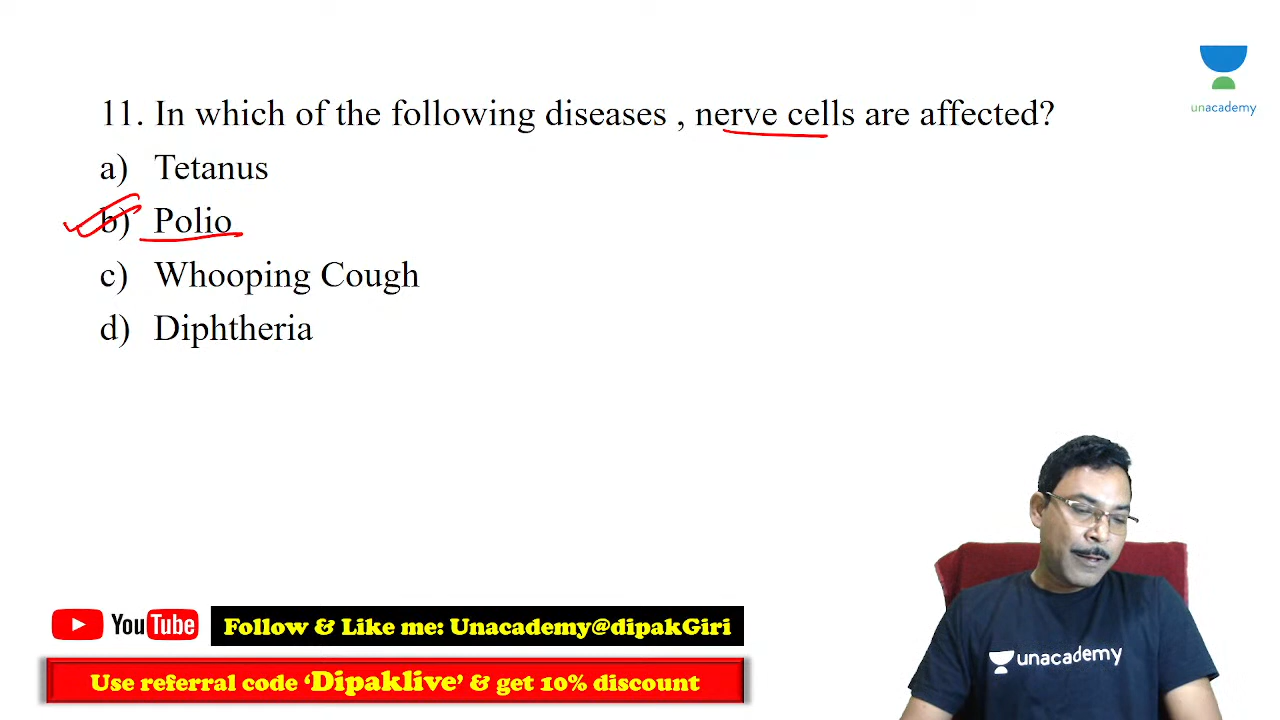 unacademy
11. In which of the following diseases , nerve cells are affected?
a) Tetanus
b) Polio
c) Whooping Cough
d) Diphtheria
unacademy
YouTube
Follow & Like me: Unacademy@dipakGiri
Use referral code ‘Dipaklive’ & get 10% discount